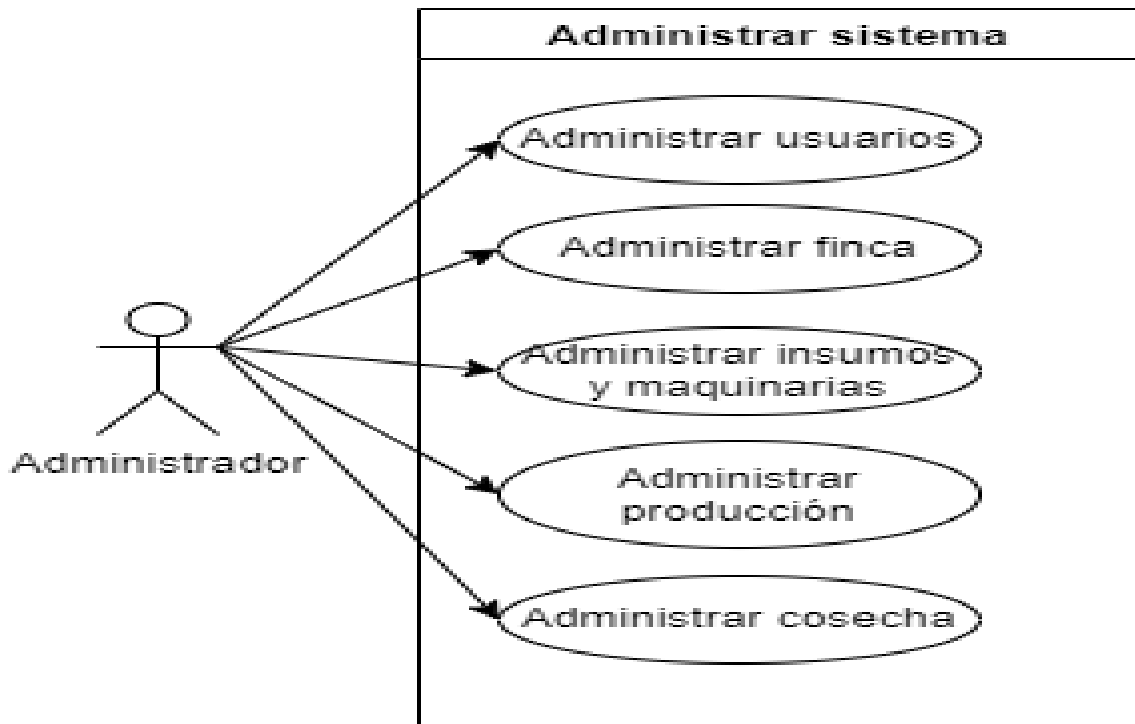 Administrar sistema
Administrar usuarios
Administrar finca
Administrar insumos
y maquinarias
Administrador
Administrar
producción
Administrar cosecha